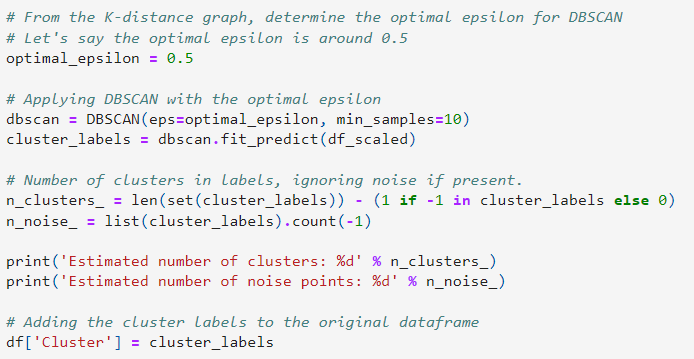 # From the K-distance graph, determine the optimal epsilon for DBSCAN
# Let's say the optimal epsilon is around 0.5
optimal_epsilon = 0.5
# Applying DBSCAN with the optimal epsilon
dbscan = DBSCAN(eps=optimal_epsilon, min_samples=10)
cluster_labels = dbscan.fit_predict(df_scaled)
# Number of clusters in labels, ignoring noise if present.
n_clusters_ = len(set(cluster_labels)) - (1 if -1 in cluster_labels else 0)
n_noise_ = list(cluster_labels).count(-1)
print('Estimated number of clusters: %d' % n_clusters_)
print('Estimated number of noise points: %d' % n_noise_)
# Adding the cluster labels to the original dataframe
df['Cluster'] = cluster_labels